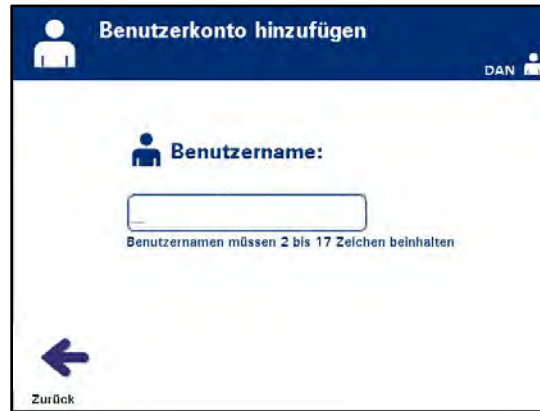 Benutzerkonto hinzufügen
DAN
Benutzername:
Benutzernamen müssen 2 bis 17 Zeichen beinhalten
Zurück